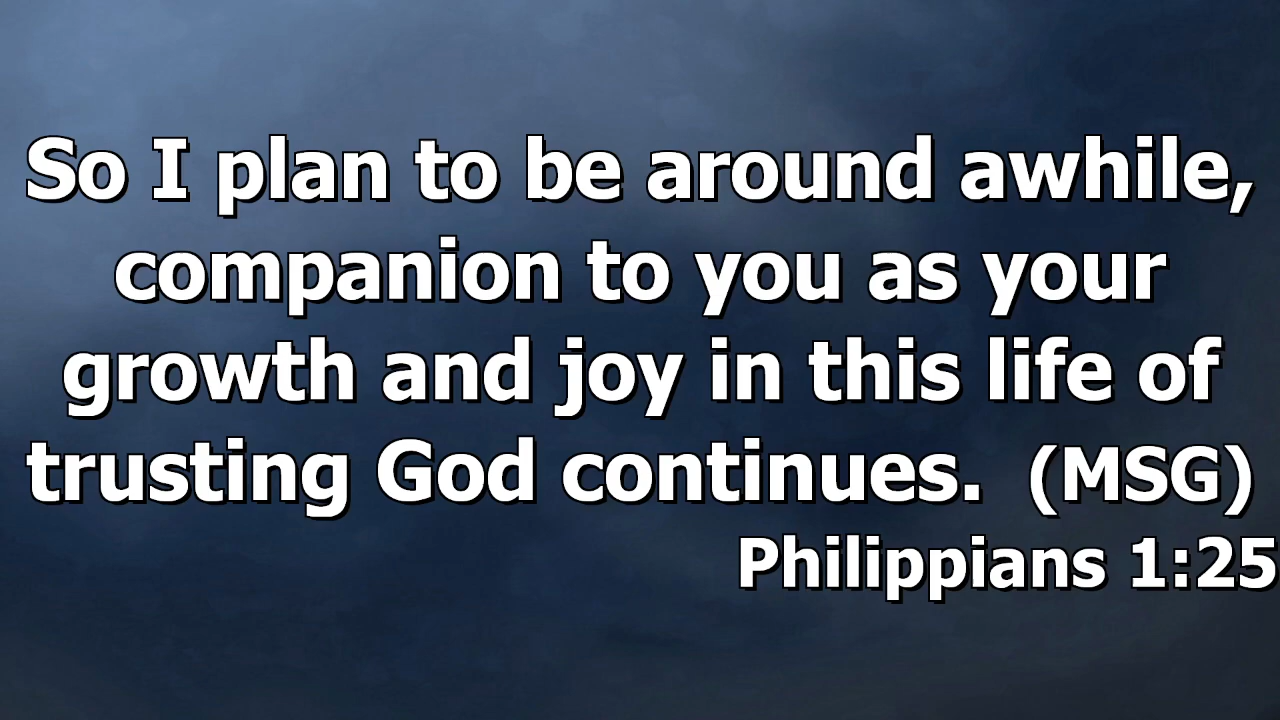 So I plan to be around awhile,
companion to you as your
growth and joy in this life of
trusting God continues.  (MSG)
Philippians 1:25